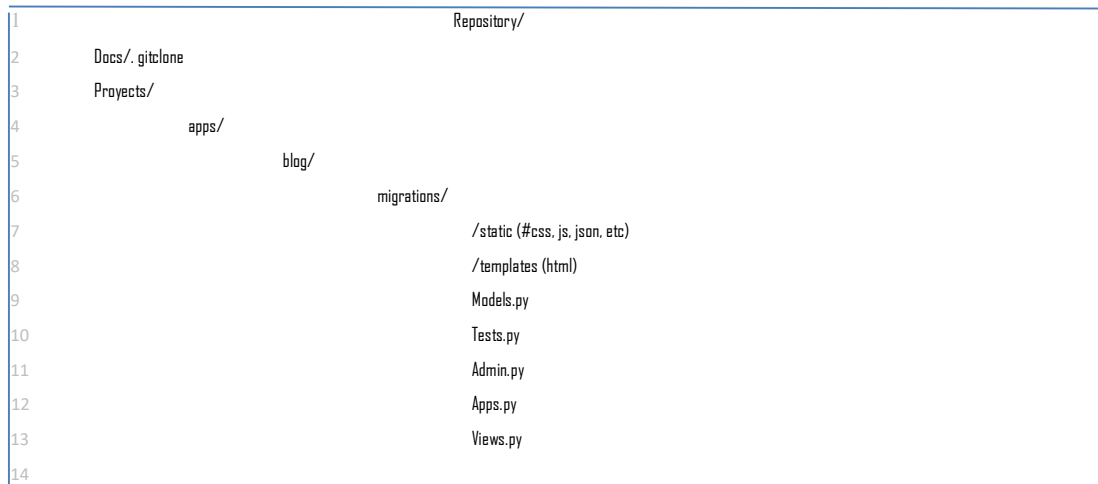 1 Repository/
2 Docs/. gitclone
3 Proyects/
4 apps/
5 blog/
6 migrations/
7 /static (#css, js, json, etc)
8 /templates (html)
9 Models.py
10 Tests.py
11 Admin.py
12 Apps.py
13 Views.py
14